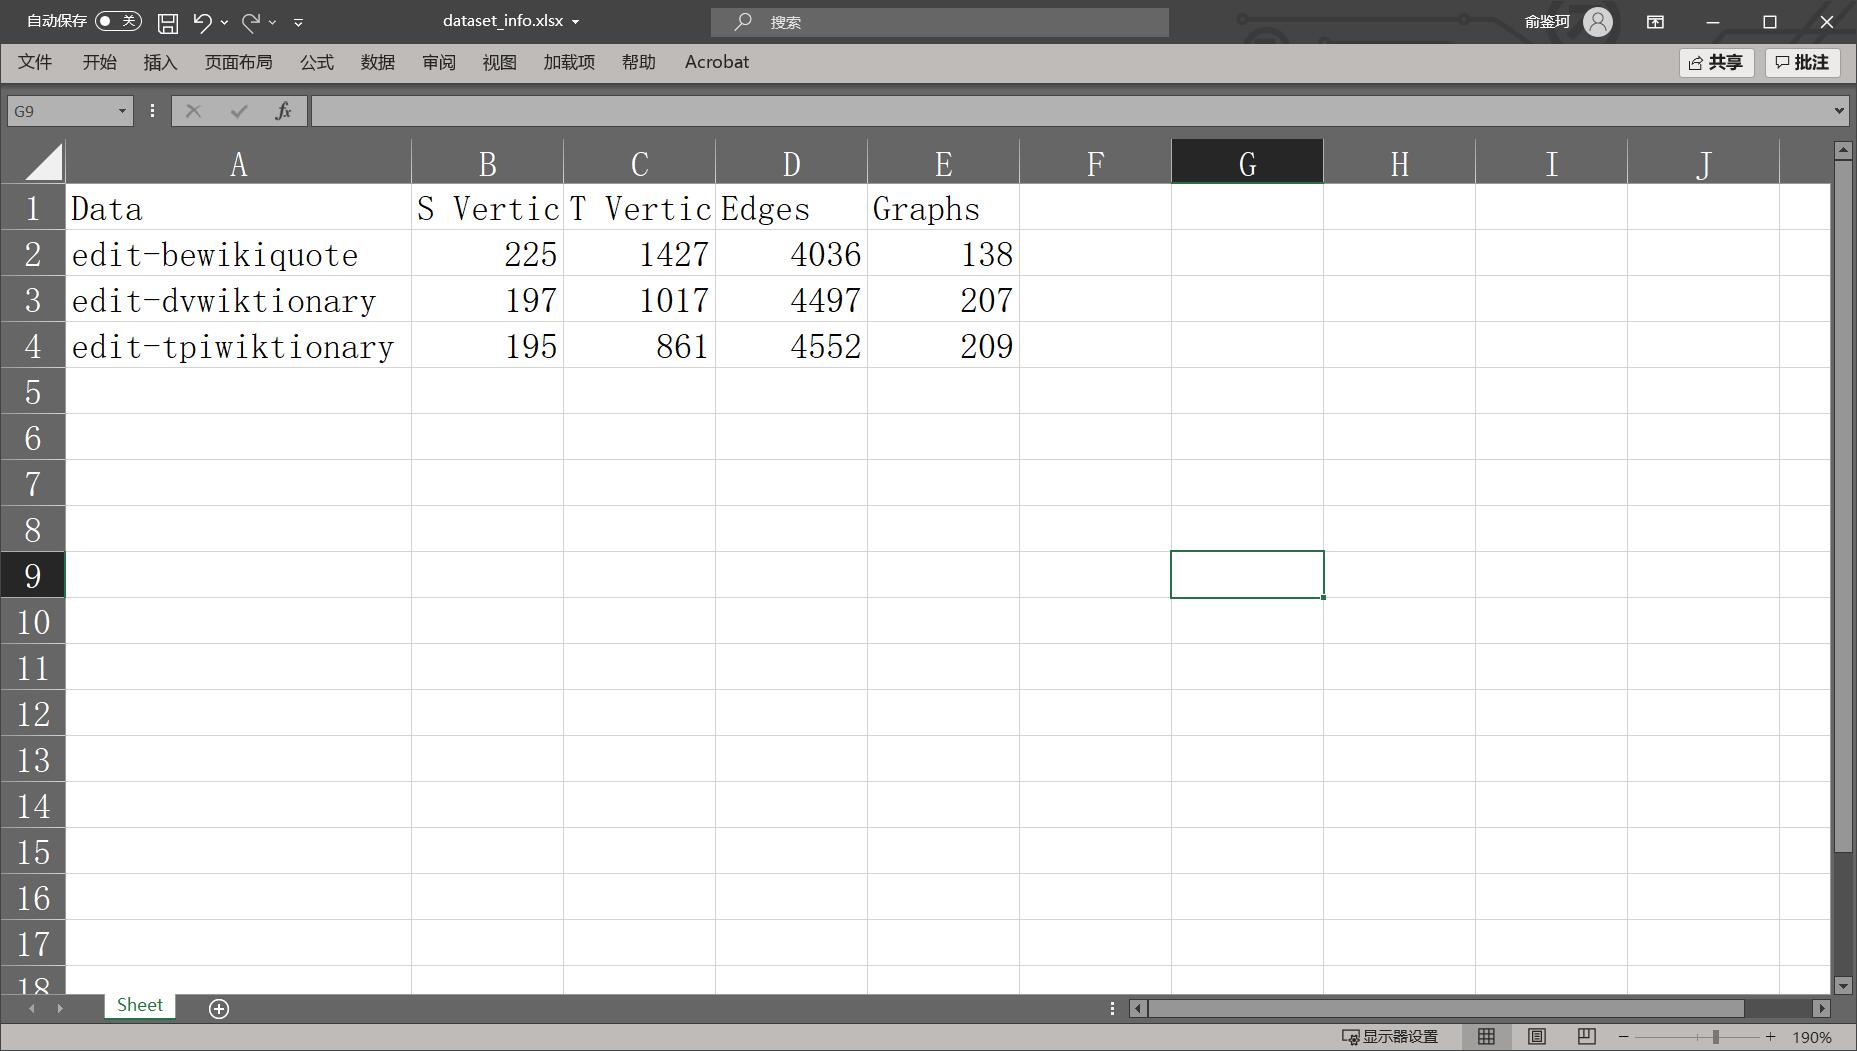 自动保存 关 dataset_info.xlsx 搜索 俞鉴珂
文件 开始 插入 页面布局 公式 数据 审阅 视图 加载项 帮助 Acrobat 共享 批注
G9 fx
A B C D E F G H I J
1 Data S Vertic T Vertic Edges Graphs
2 edit-bewikiquote 225 1427 4036 138
3 edit-dvwiktionary 197 1017 4497 207
4 edit-tpiwiktionary 195 861 4552 209
5
6
7
8
9
10
11
12
13
14
15
16
17
18
Sheet
显示器设置 190%